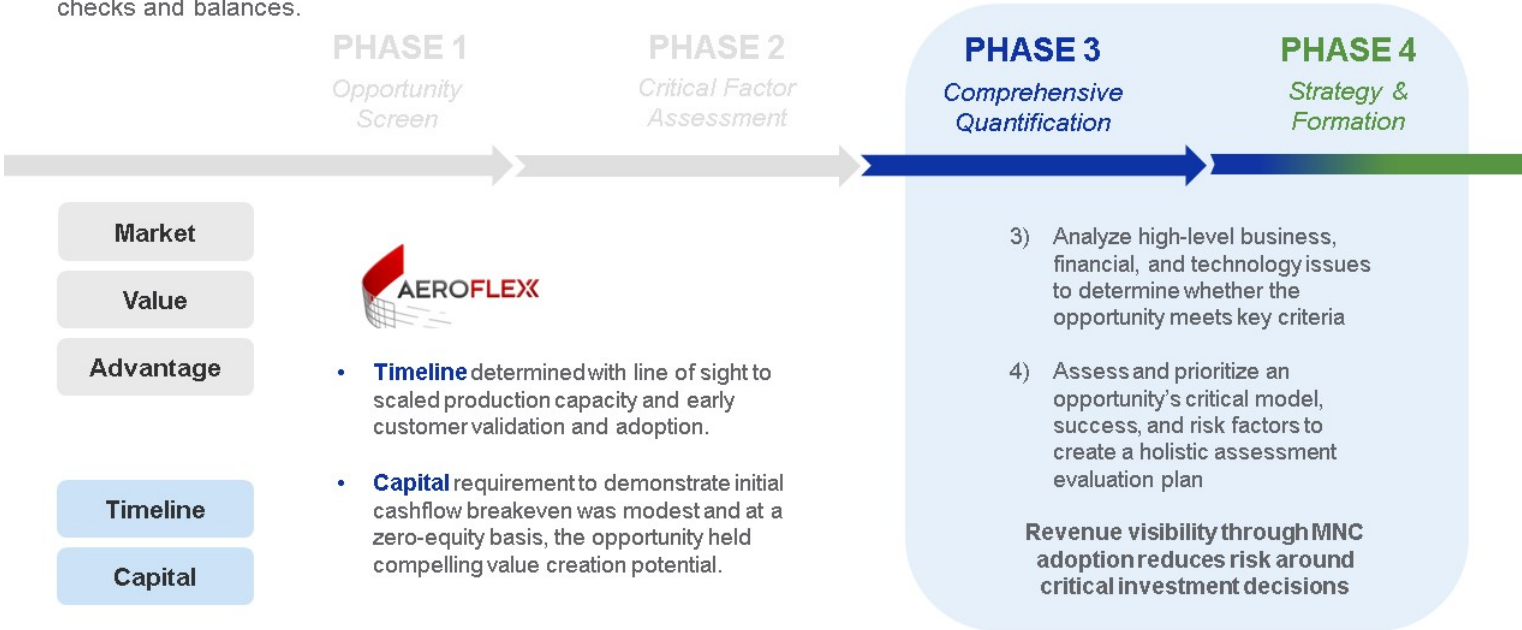 checks and balances.
PHASE 1
Opportunity
Screen
PHASE 2
Critical Factor
Assessment
PHASE 3
Comprehensive
Quantification
PHASE 4
Strategy &
Formation
Market
Value
Advantage
Timeline
Capital
AEROFLEXX
• Timeline determined with line of sight to
scaled production capacity and early
customer validation and adoption.
• Capital requirement to demonstrate initial
cashflow breakeven was modest and at a
zero-equity basis, the opportunity held
compelling value creation potential.
3) Analyze high-level business,
financial, and technology issues
to determine whether the
opportunity meets key criteria
4) Assess and prioritize an
opportunity's critical model,
success, and risk factors to
create a holistic assessment
evaluation plan
Revenue visibility through MNC
adoption reduces risk around
critical investment decisions